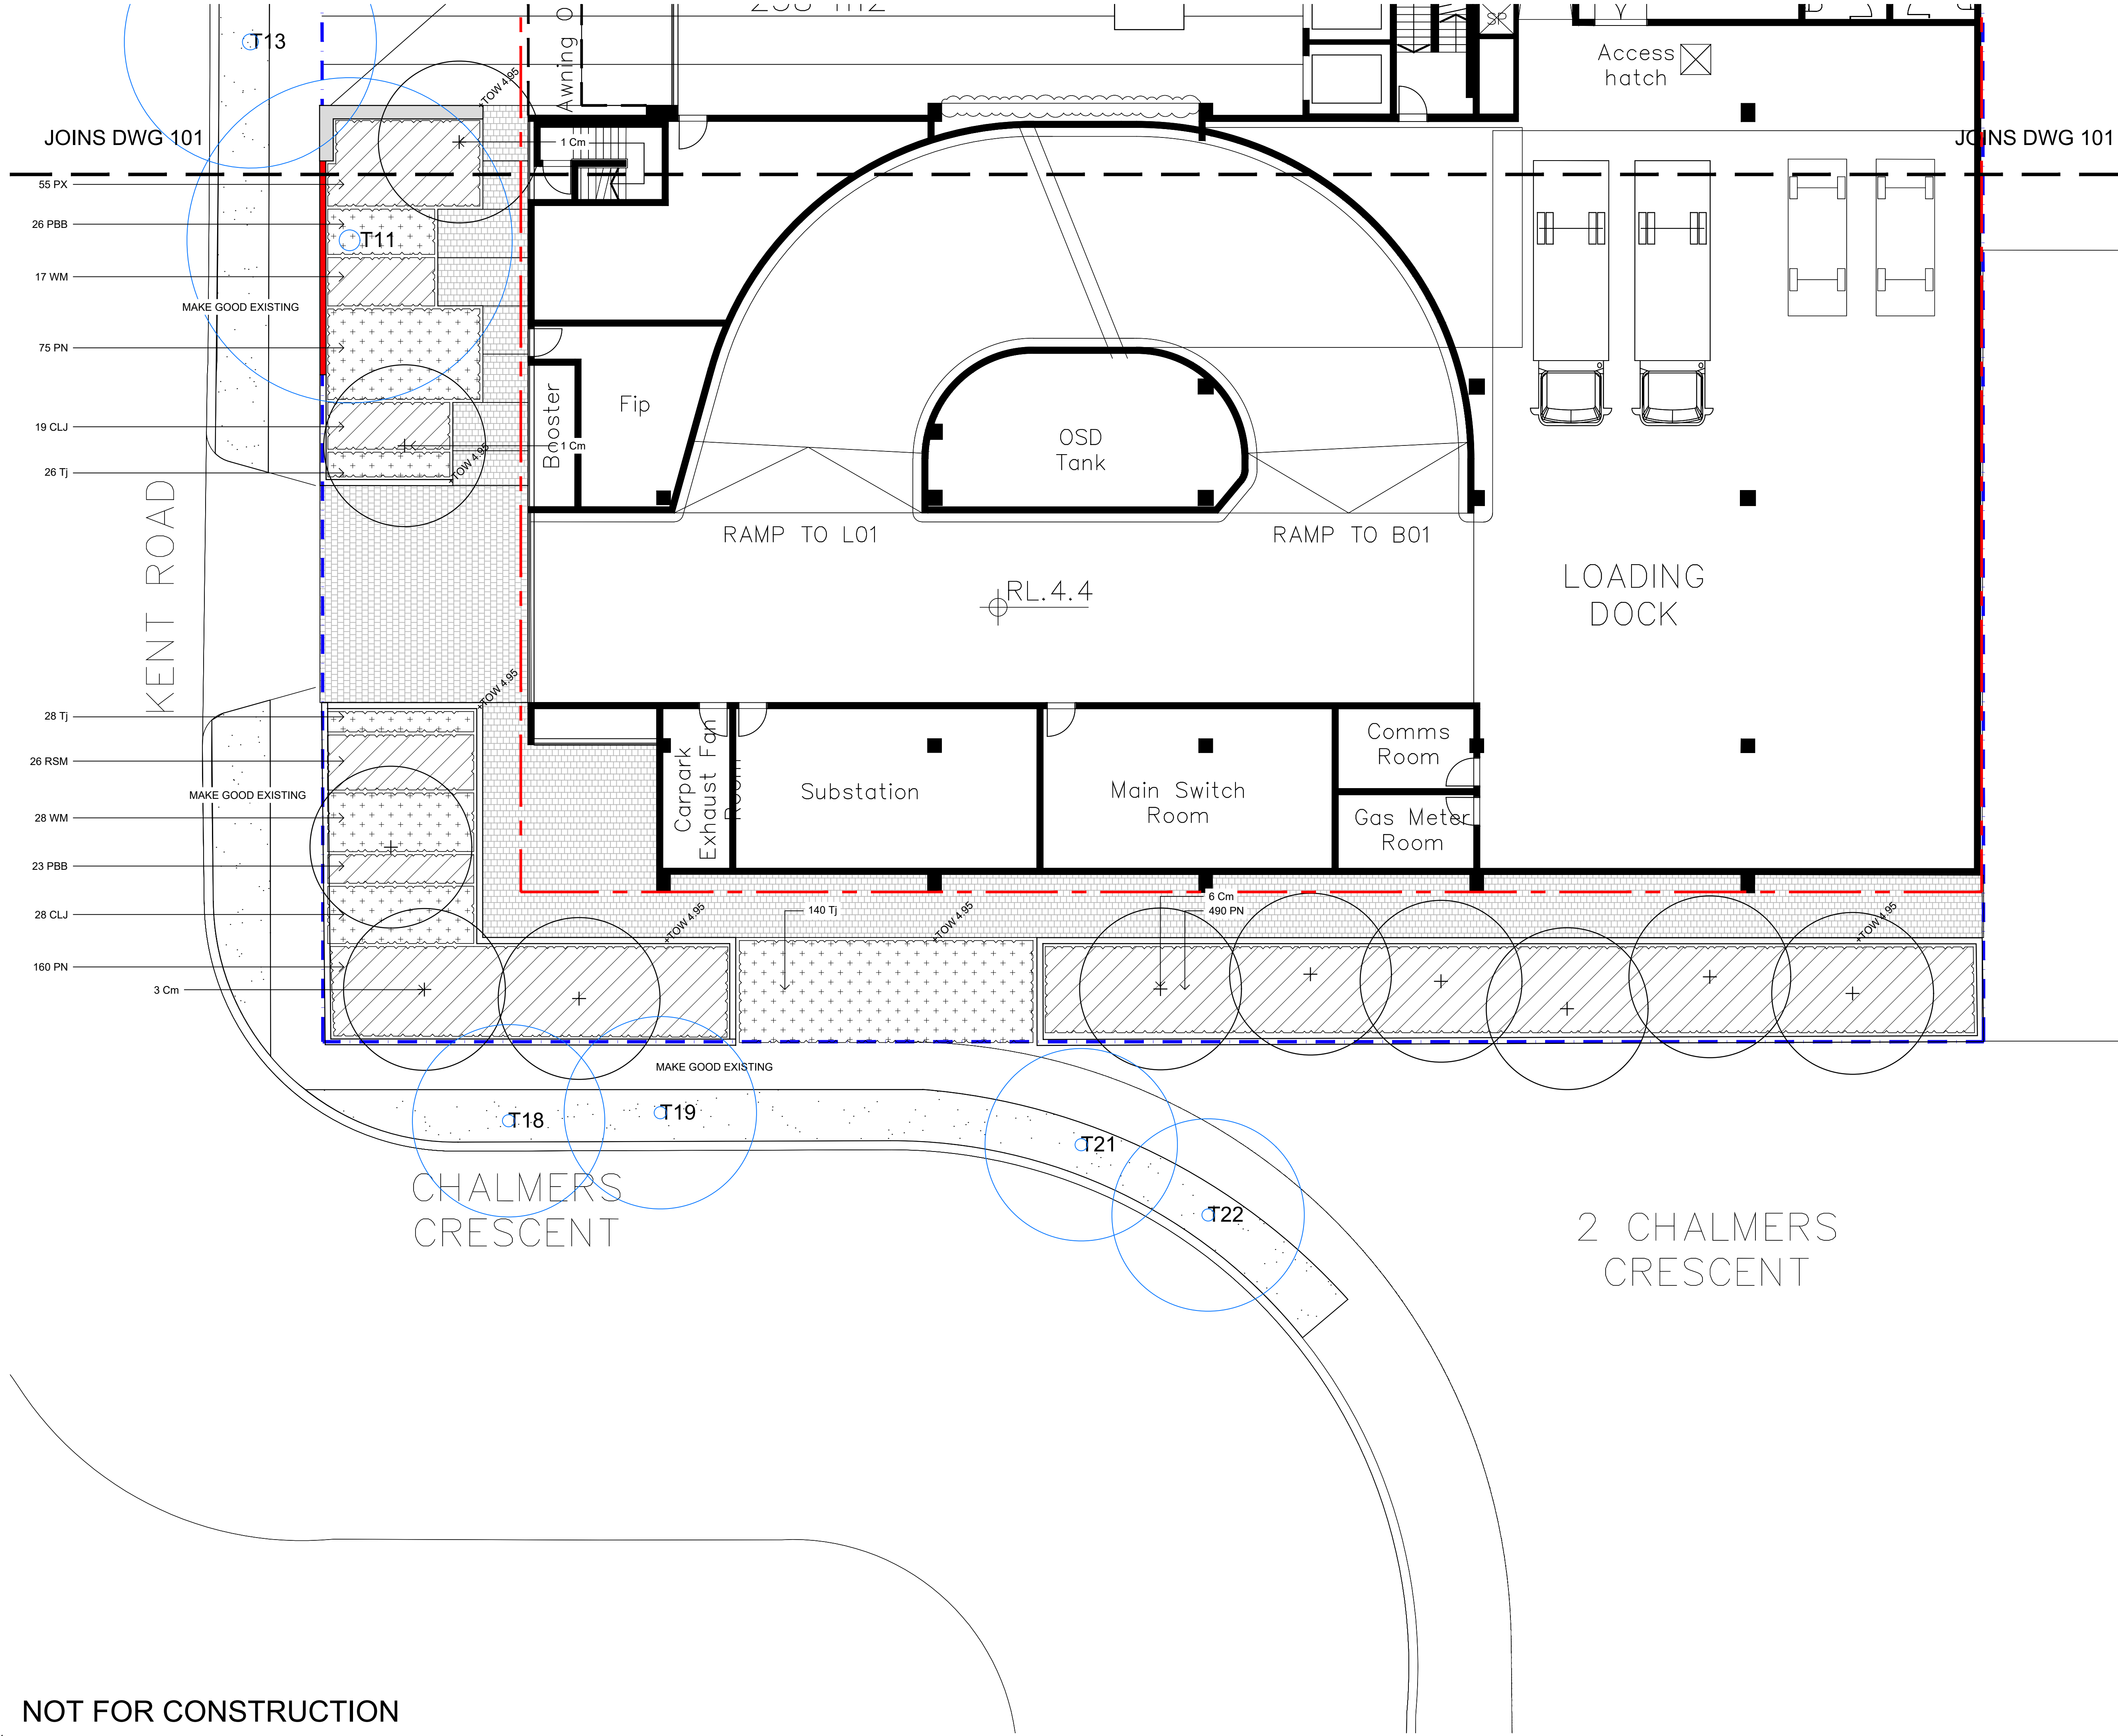 T13
+TOW 4.95
Awning O
SP
Access
hatch
JOINS DWG 101
JOINS DWG 101
1 Cm
55 PX
26 PBB
T11
17 WM
MAKE GOOD EXISTING
75 PN
19 CLJ
26 Tj
1 Cm
+TOW 4.95
Booster
Fip
OSD
Tank
RAMP TO L01
RAMP TO B01
KENT ROAD
RL.4.4
LOADING
DOCK
+TOW 4.95
28 Tj
26 RSM
MAKE GOOD EXISTING
28 WM
23 PBB
28 CLJ
160 PN
3 Cm
Carpark
Exhaust Fan
Room
Substation
Main Switch
Room
Comms
Room
Gas Meter
Room
+TOW 4.95
140 Tj
+TOW 4.95
6 Cm
490 PN
+TOW 4.95
MAKE GOOD EXISTING
T18
T19
T21
T22
CHALMERS
CRESCENT
2 CHALMERS
CRESCENT
NOT FOR CONSTRUCTION